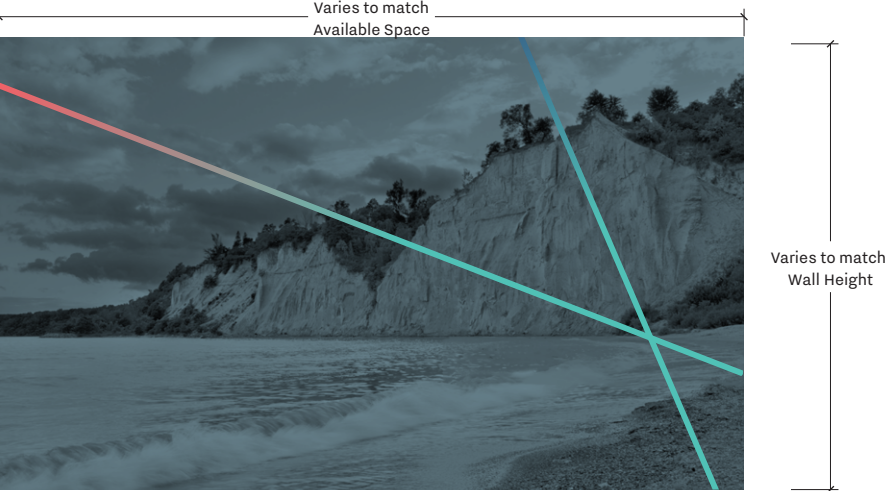 Varies to match
Available Space
Varies to match
Wall Height